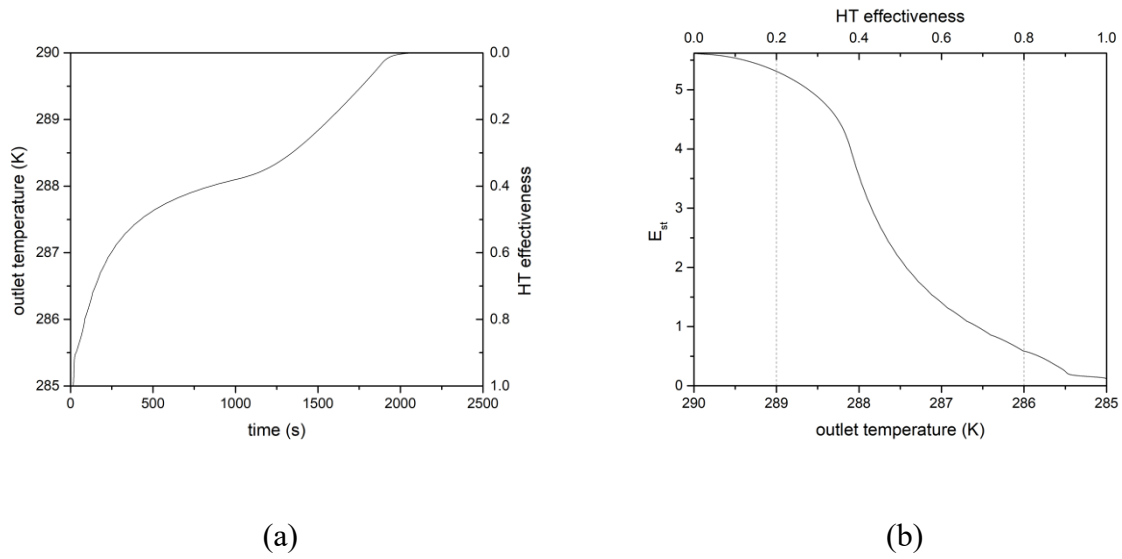 290
289
288
287
286
285
outlet temperature (K)
0 500 1000 1500 2000 2500
time (s)
0.0
0.2
0.4
0.6
0.8
1.0
HT effectiveness
(a)
HT effectiveness
0.0 0.2 0.4 0.6 0.8 1.0
5
4
3
2
1
0
E_st
290 289 288 287 286 285
outlet temperature (K)
(b)